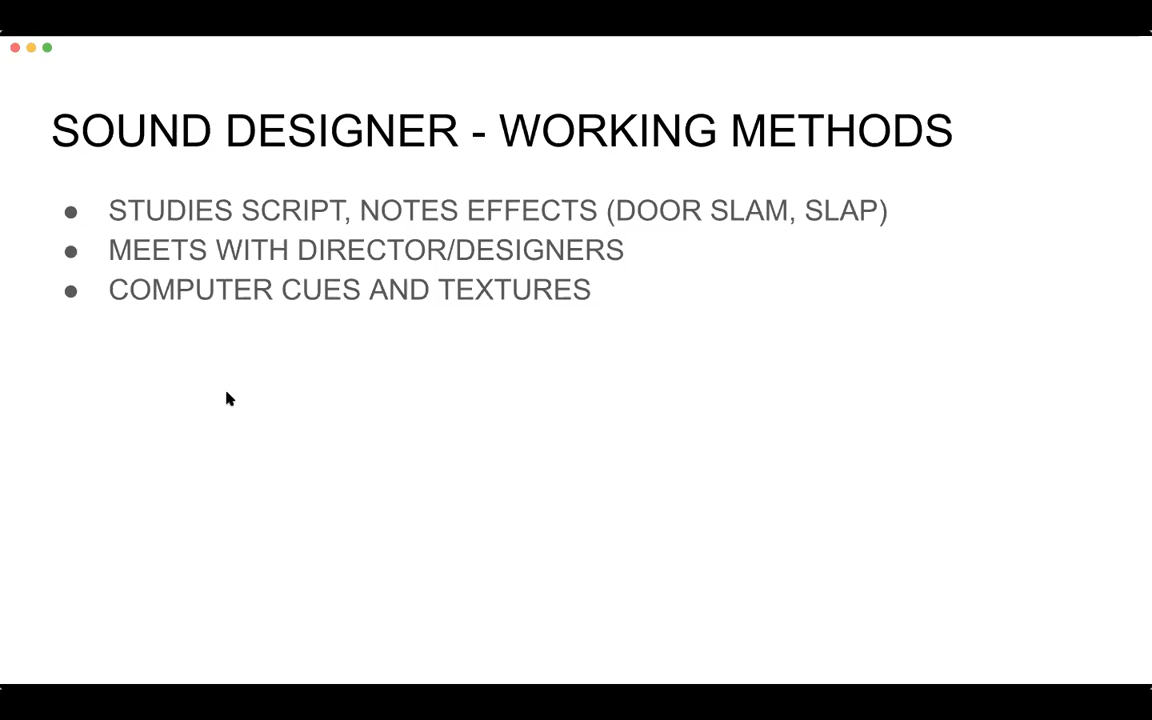 SOUND DESIGNER - WORKING METHODS
● STUDIES SCRIPT, NOTES EFFECTS (DOOR SLAM, SLAP)
● MEETS WITH DIRECTOR/DESIGNERS
● COMPUTER CUES AND TEXTURES